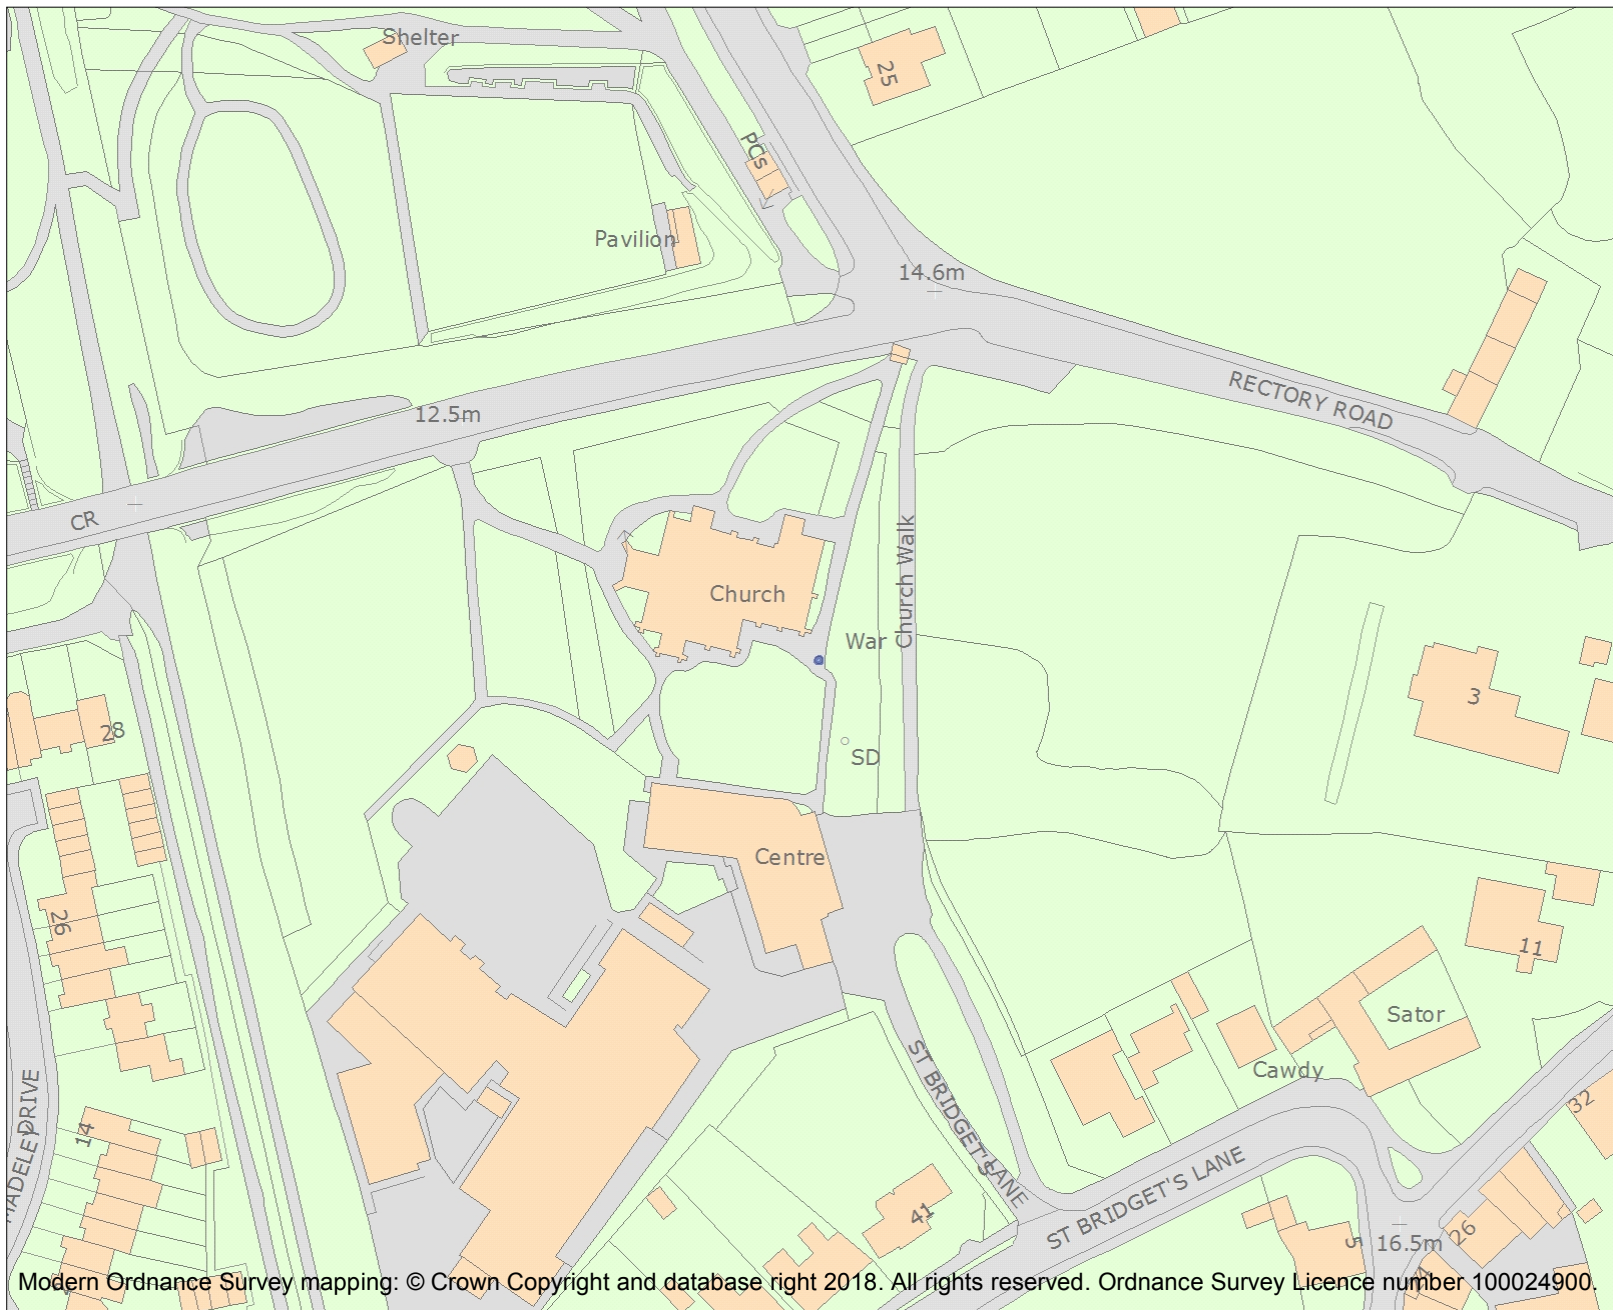 Shelter
25
PCs
Pavilion
14.6m
RECTORY ROAD
12.5m
CR
Church Walk
Church
War
3
28
SD
Centre
26
11
Sator
Cawdy
ST BRIDGET'S LANE
DRIVE
MADELEY
14
32
ST BRIDGET'S LANE
41
5
16.5m
26
Modern Ordnance Survey mapping: © Crown Copyright and database right 2018. All rights reserved. Ordnance Survey Licence number 100024900.